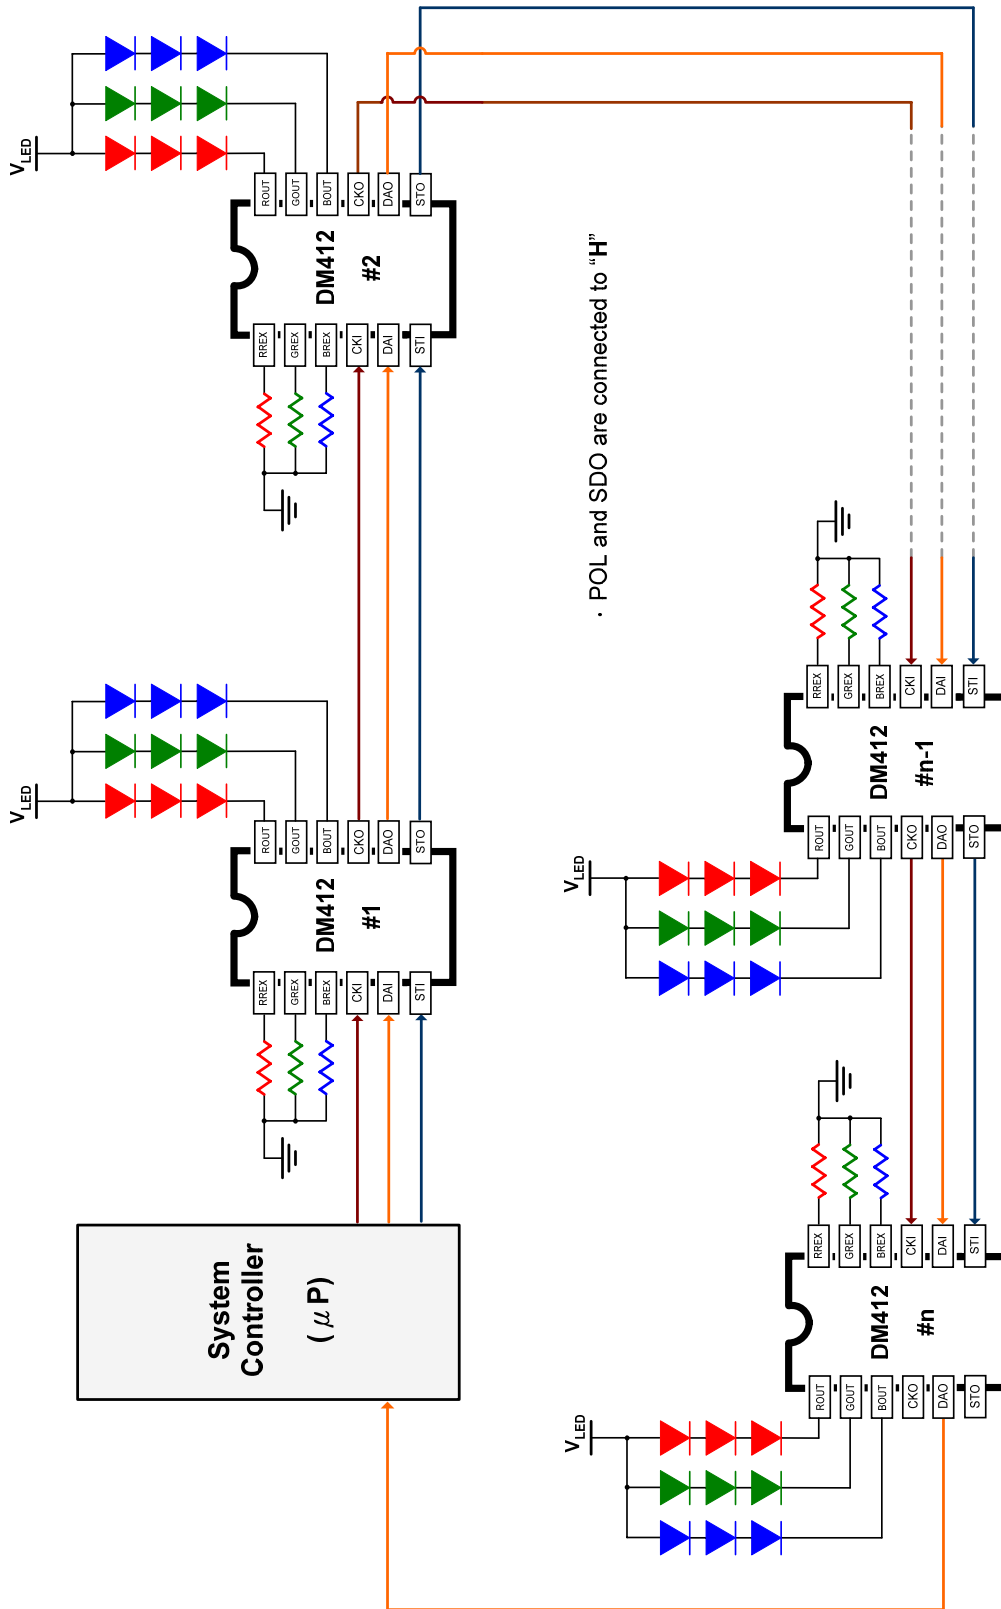 System
Controller
( μ P)
VLED
RREX
GREX
BREX
CKI
DAI
STI
DM412
#1
ROUT
GOUT
BOUT
CKO
DAO
STO
VLED
RREX
GREX
BREX
CKI
DAI
STI
DM412
#2
ROUT
GOUT
BOUT
CKO
DAO
STO
· POL and SDO are connected to “H”
VLED
ROUT
GOUT
BOUT
CKO
DAO
STO
DM412
#n
RREX
GREX
BREX
CKI
DAI
STI
VLED
ROUT
GOUT
BOUT
CKO
DAO
STO
DM412
#n-1
RREX
GREX
BREX
CKI
DAI
STI